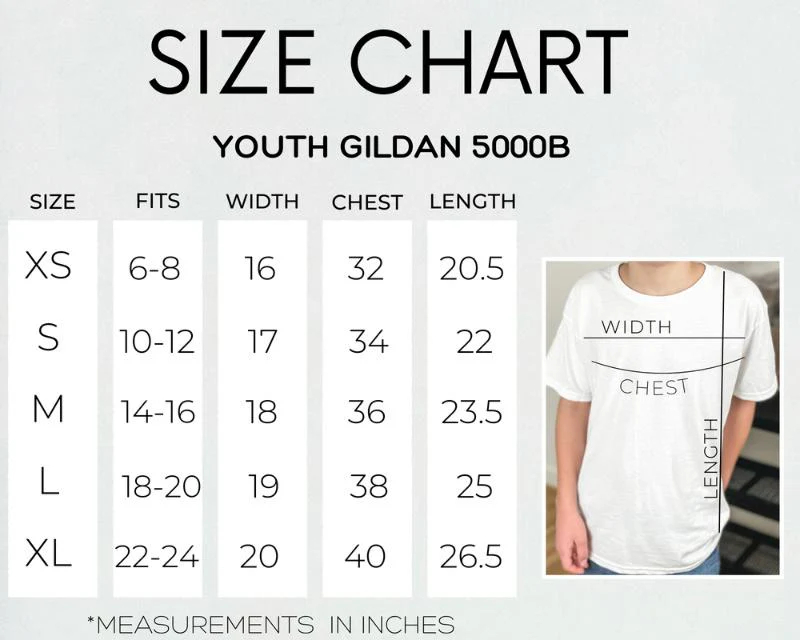 SIZE CHART
YOUTH GILDAN 5000B
SIZE FITS WIDTH CHEST LENGTH
XS 6-8 16 32 20.5
S 10-12 17 34 22
M 14-16 18 36 23.5
L 18-20 19 38 25
XL 22-24 20 40 26.5
*MEASUREMENTS IN INCHES
WIDTH
CHEST
LENGTH